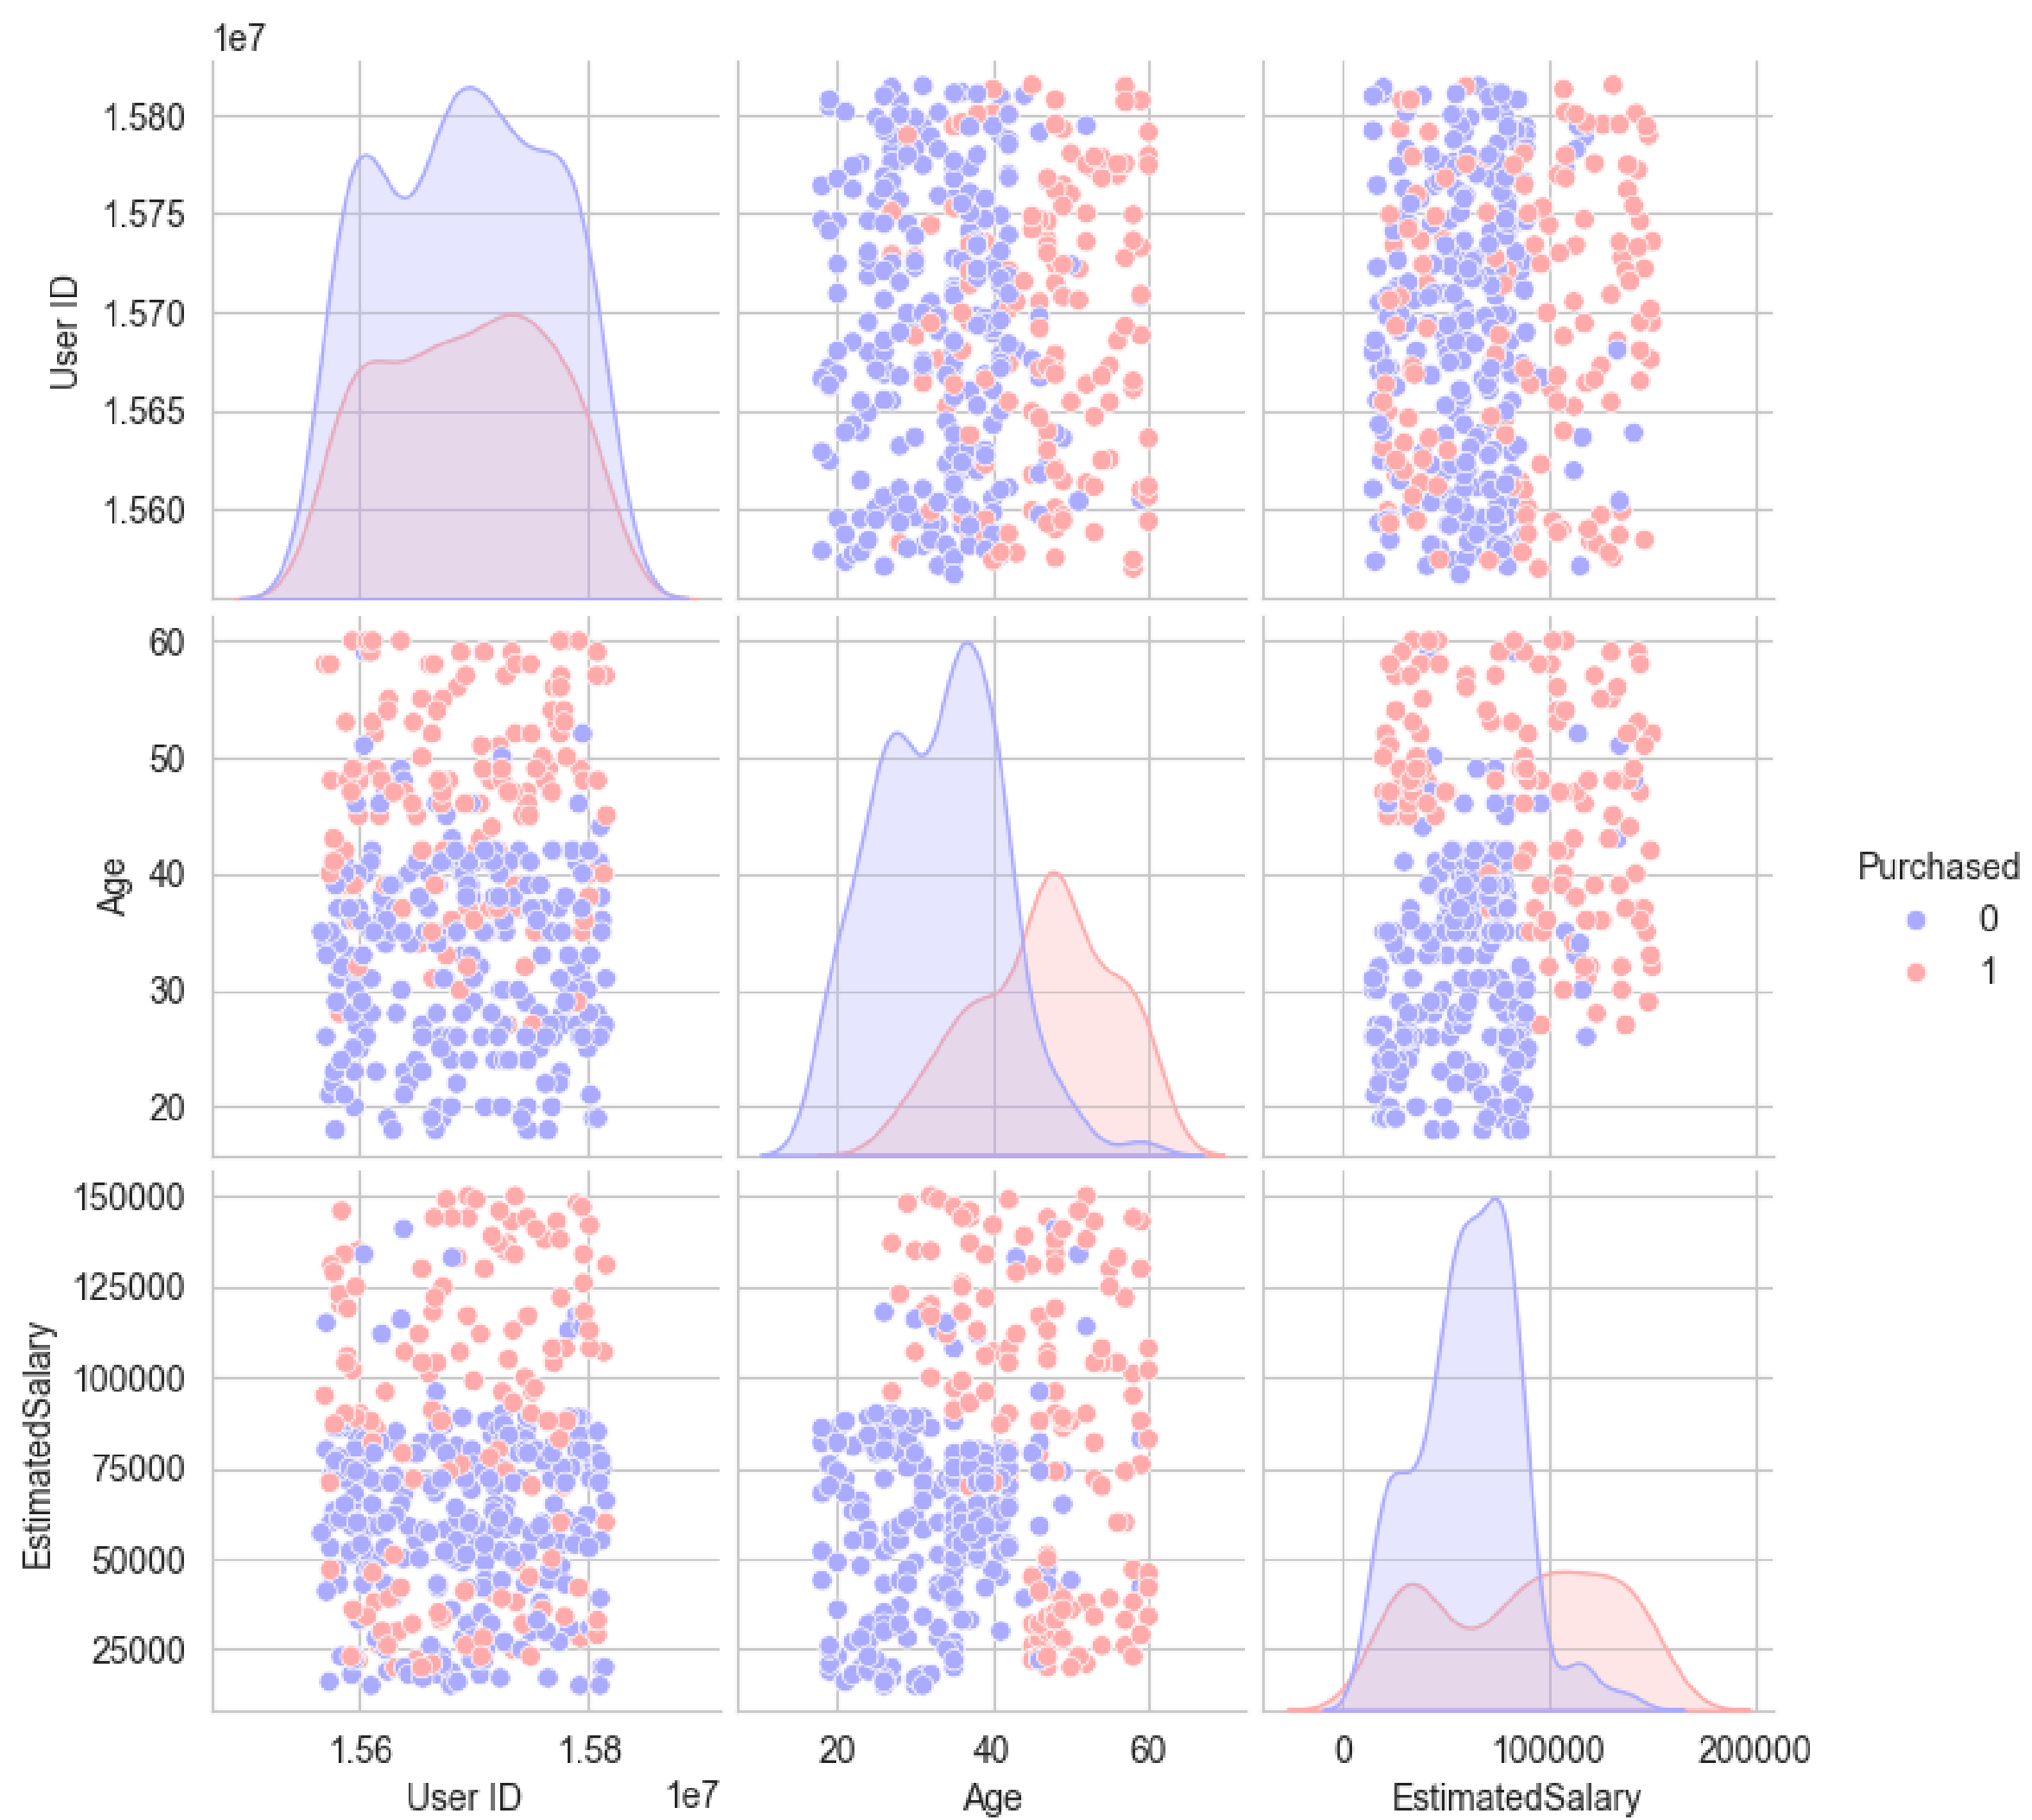 1e7
1.580
1.575
1.570
1.565
1.560
User ID
60
50
40
30
20
Age
Purchased
0
1
150000
125000
100000
75000
50000
25000
EstimatedSalary
1.56 1.58 20 40 60 0 100000 200000
User ID 1e7 Age EstimatedSalary